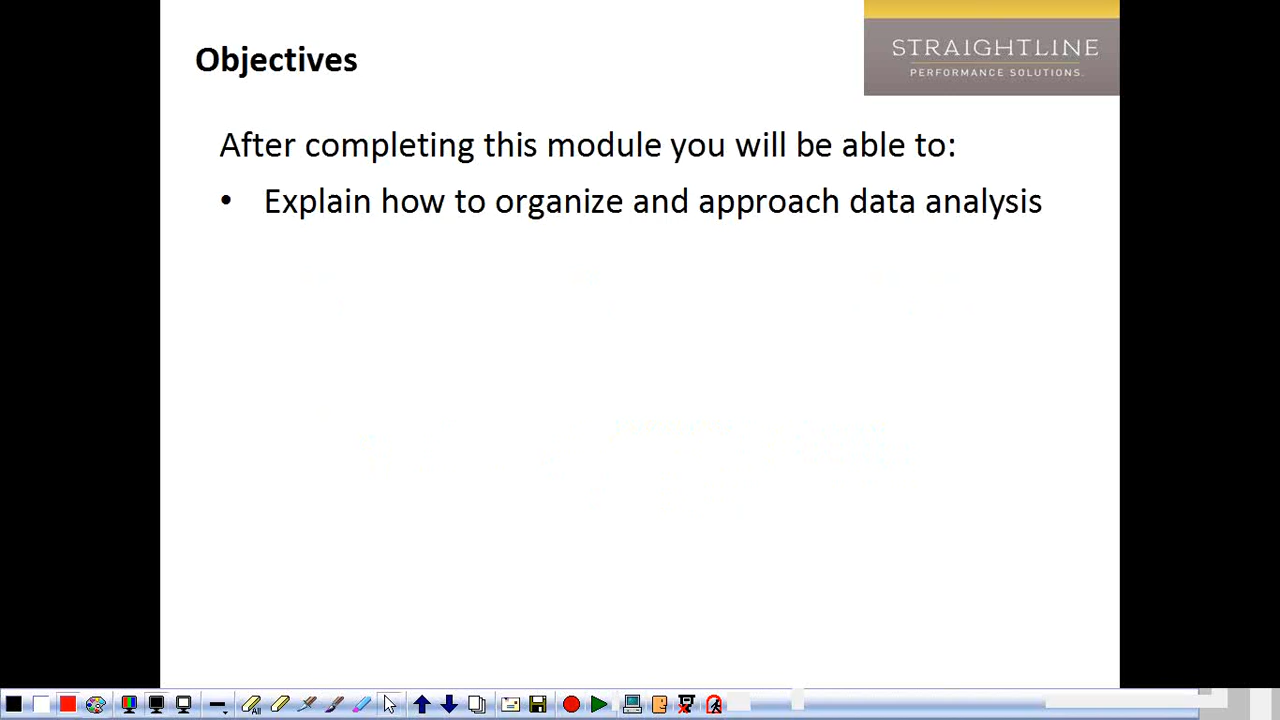 Objectives
STRAIGHTLINE
PERFORMANCE SOLUTIONS.
After completing this module you will be able to:
• Explain how to organize and approach data analysis
All